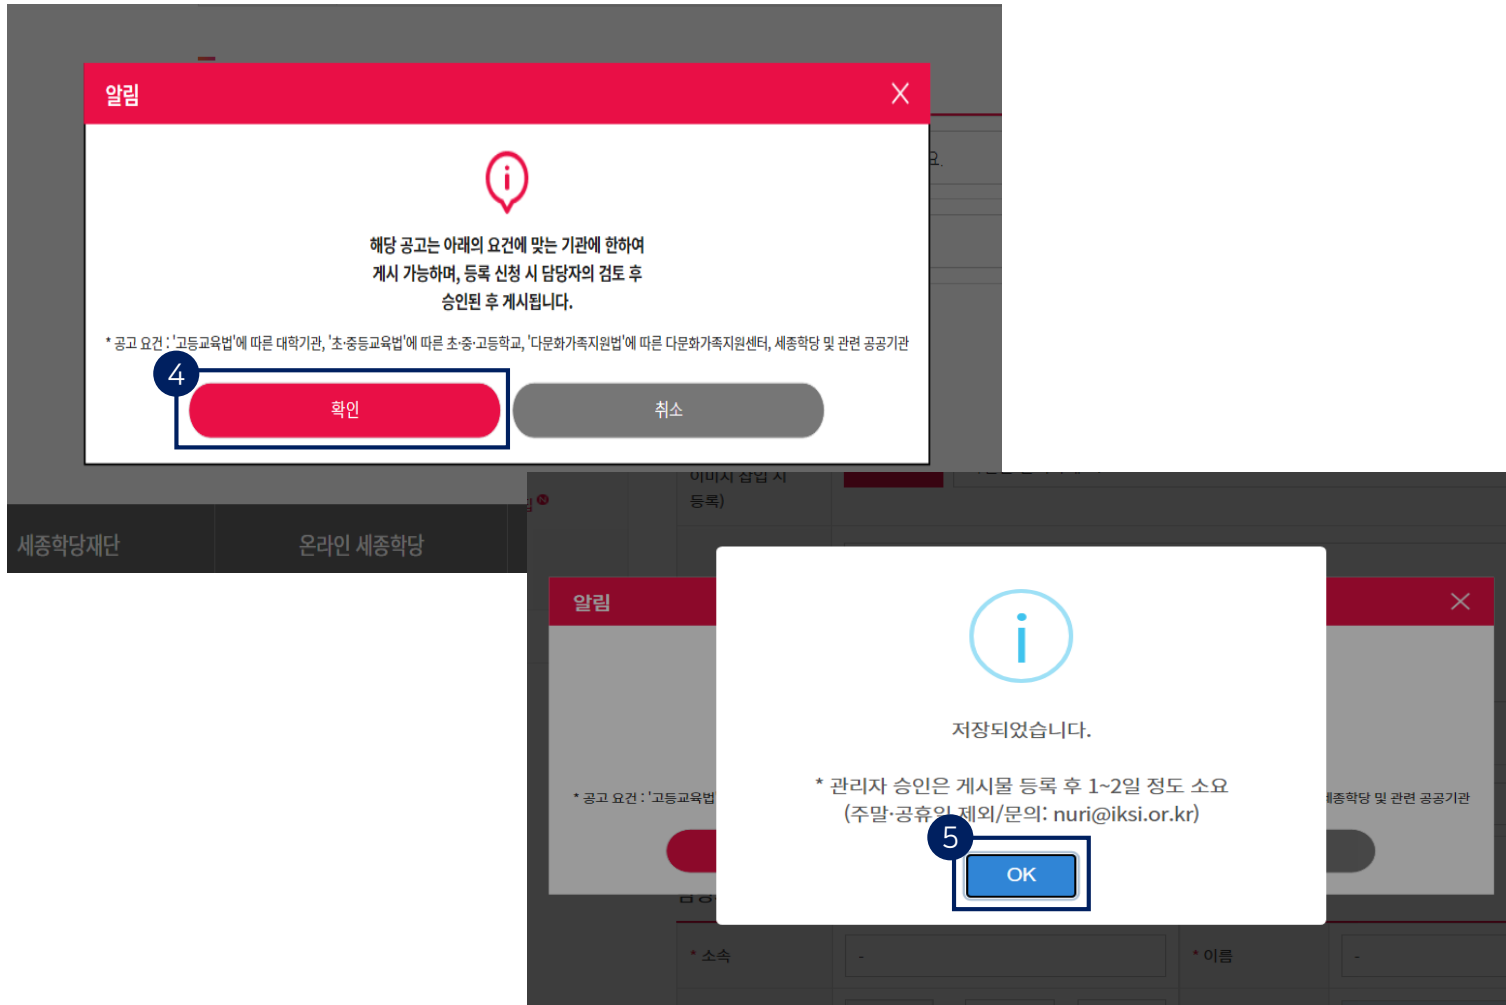 알림
요.
해당 공고는 아래의 요건에 맞는 기관에 한하여
게시 가능하며, 등록 신청 시 담당자의 검토 후
승인된 후 게시됩니다.
* 공고 요건 : '고등교육법'에 따른 대학기관, '초·중등교육법'에 따른 초·중·고등학교, '다문화가족지원법'에 따른 다문화가족지원센터, 세종학당 및 관련 공공기관
4
확인 취소
이미지 삽입 시
등록)
세종학당재단 온라인 세종학당
알림
저장되었습니다.
* 관리자 승인은 게시물 등록 후 1~2일 정도 소요
(주말·공휴일 제외/문의: nuri@iksi.or.kr)
* 공고 요건 : '고등교육법' 세종학당 및 관련 공공기관
5
OK
* 소속 - * 이름 -